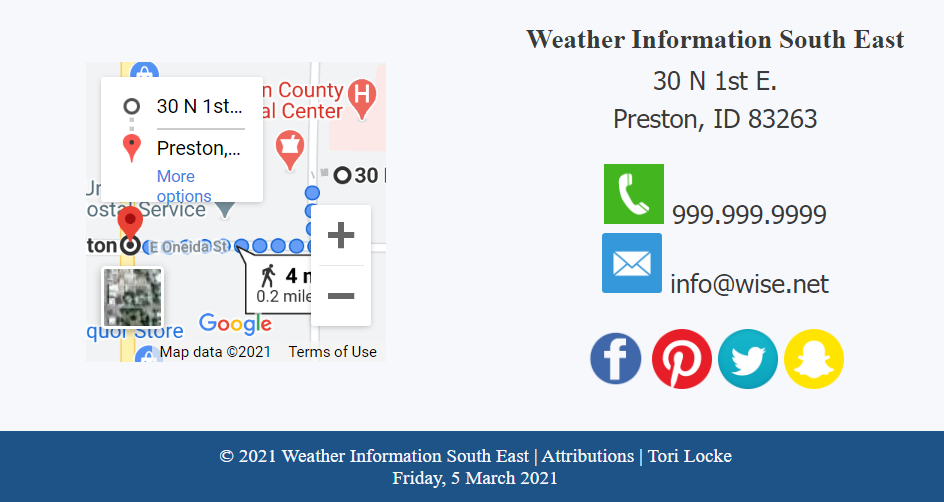 Weather Information South East
30 N 1st E.
Preston, ID 83263
999.999.9999
info@wise.net
30 N 1st...
Preston,...
More
options
n County
al Center
H
30
ostal Service
ton
E Oneida St
4
0.2 mile
+
−
quor Store
Google
Map data ©2021 Terms of Use
© 2021 Weather Information South East | Attributions | Tori Locke
Friday, 5 March 2021